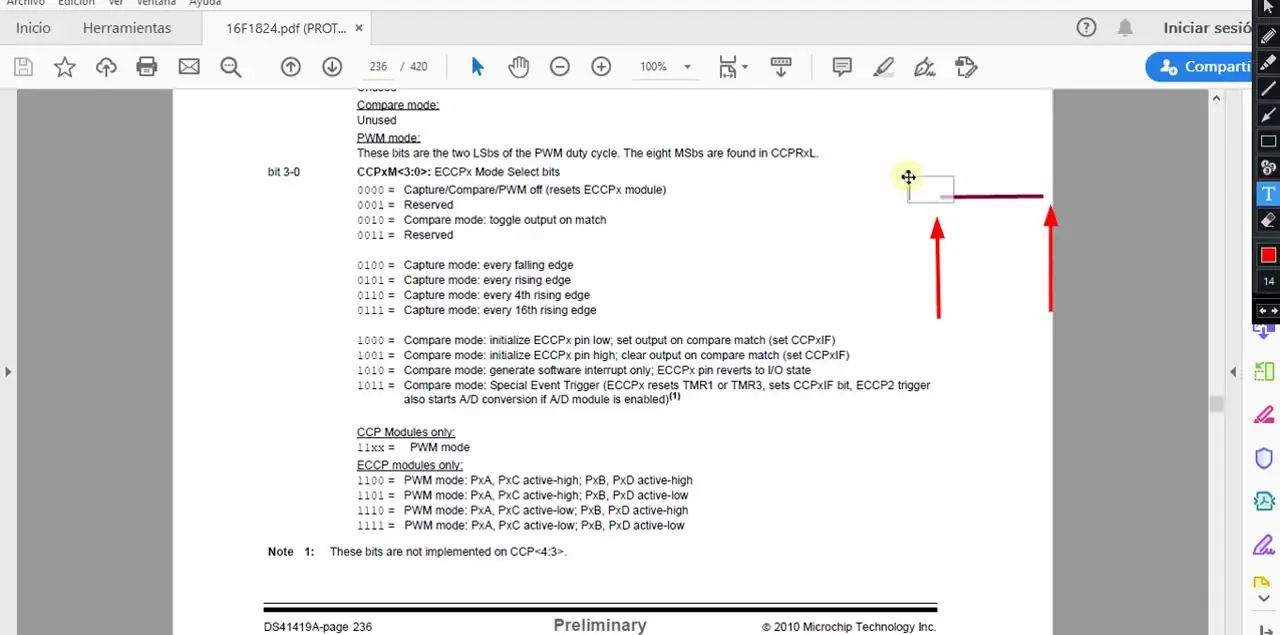 Archivo Edición Ver Ventana Ayuda
Inicio Herramientas 16F1824.pdf (PROT... × Iniciar sesió
236 / 420 100% Compartí
Unused
Compare mode:
Unused
PWM mode:
These bits are the two LSbs of the PWM duty cycle. The eight MSbs are found in CCPRxL.
bit 3-0 CCPxM<3:0>: ECCPx Mode Select bits
0000 = Capture/Compare/PWM off (resets ECCPx module)
0001 = Reserved
0010 = Compare mode: toggle output on match
0011 = Reserved
0100 = Capture mode: every falling edge
0101 = Capture mode: every rising edge
0110 = Capture mode: every 4th rising edge
0111 = Capture mode: every 16th rising edge
1000 = Compare mode: initialize ECCPx pin low; set output on compare match (set CCPxIF)
1001 = Compare mode: initialize ECCPx pin high; clear output on compare match (set CCPxIF)
1010 = Compare mode: generate software interrupt only; ECCPx pin reverts to I/O state
1011 = Compare mode: Special Event Trigger (ECCPx resets TMR1 or TMR3, sets CCPxIF bit, ECCP2 trigger
also starts A/D conversion if A/D module is enabled)(1)
CCP Modules only:
11xx = PWM mode
ECCP modules only:
1100 = PWM mode: PxA, PxC active-high; PxB, PxD active-high
1101 = PWM mode: PxA, PxC active-high; PxB, PxD active-low
1110 = PWM mode: PxA, PxC active-low; PxB, PxD active-high
1111 = PWM mode: PxA, PxC active-low; PxB, PxD active-low
Note 1: These bits are not implemented on CCP<4:3>.
DS41419A-page 236 Preliminary © 2010 Microchip Technology Inc.
T
14